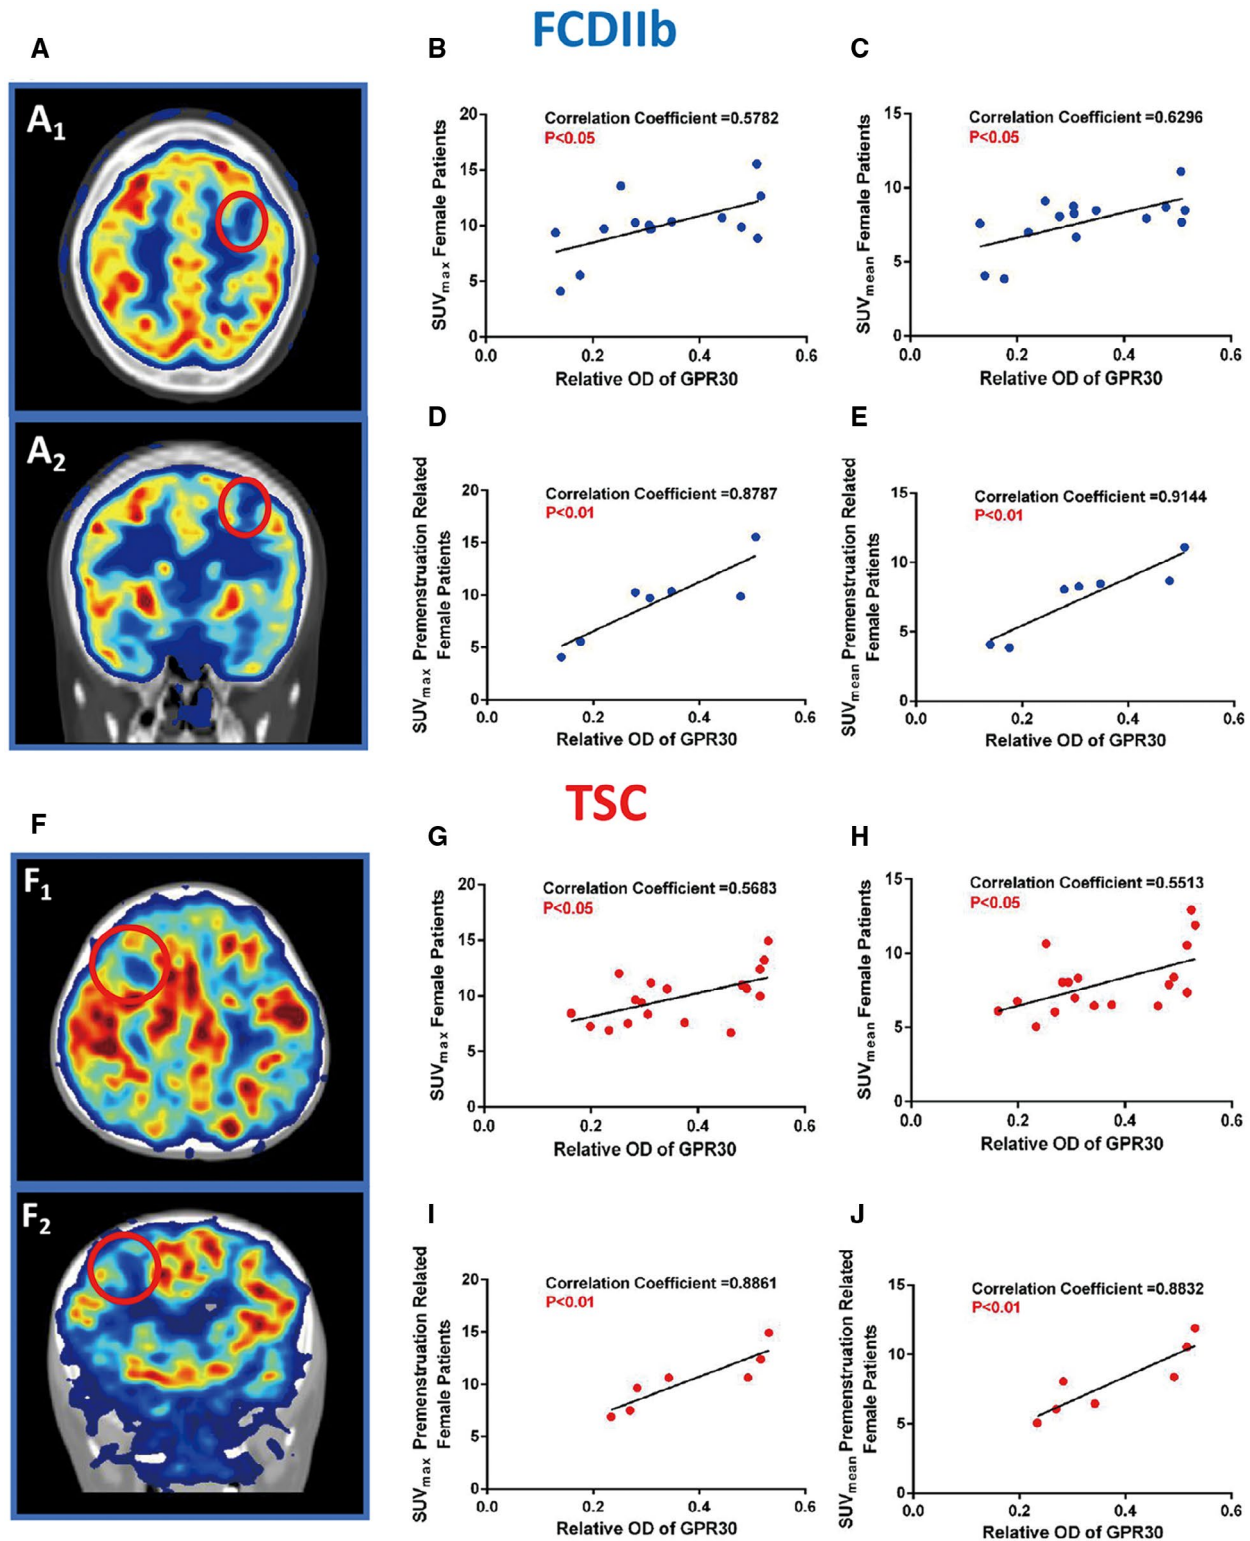 FCDIIb
A
B
C
A1
20
15
10
5
0
0.0
0.2
0.4
0.6
SUVmax Female Patients
Correlation Coefficient =0.5782
P<0.05
Relative OD of GPR30
15
10
5
0
0.0
0.2
0.4
0.6
SUVmean Female Patients
Correlation Coefficient =0.6296
P<0.05
Relative OD of GPR30
A2
D
E
20
15
10
5
0
0.0
0.2
0.4
0.6
SUVmax Premenstruation Related
Female Patients
Correlation Coefficient =0.8787
P<0.01
Relative OD of GPR30
15
10
5
0
0.0
0.2
0.4
0.6
SUVmean Premenstruation Related
Female Patients
Correlation Coefficient =0.9144
P<0.01
Relative OD of GPR30
TSC
F
G
H
F1
20
15
10
5
0
0.0
0.2
0.4
0.6
SUVmax Female Patients
Correlation Coefficient =0.5683
P<0.05
Relative OD of GPR30
15
10
5
0
0.0
0.2
0.4
0.6
SUVmean Female Patients
Correlation Coefficient =0.5513
P<0.05
Relative OD of GPR30
F2
I
J
20
15
10
5
0
0.0
0.2
0.4
0.6
SUVmax Premenstruation Related
Female Patients
Correlation Coefficient =0.8861
P<0.01
Relative OD of GPR30
15
10
5
0
0.0
0.2
0.4
0.6
SUVmean Premenstruation Related
Female Patients
Correlation Coefficient =0.8832
P<0.01
Relative OD of GPR30